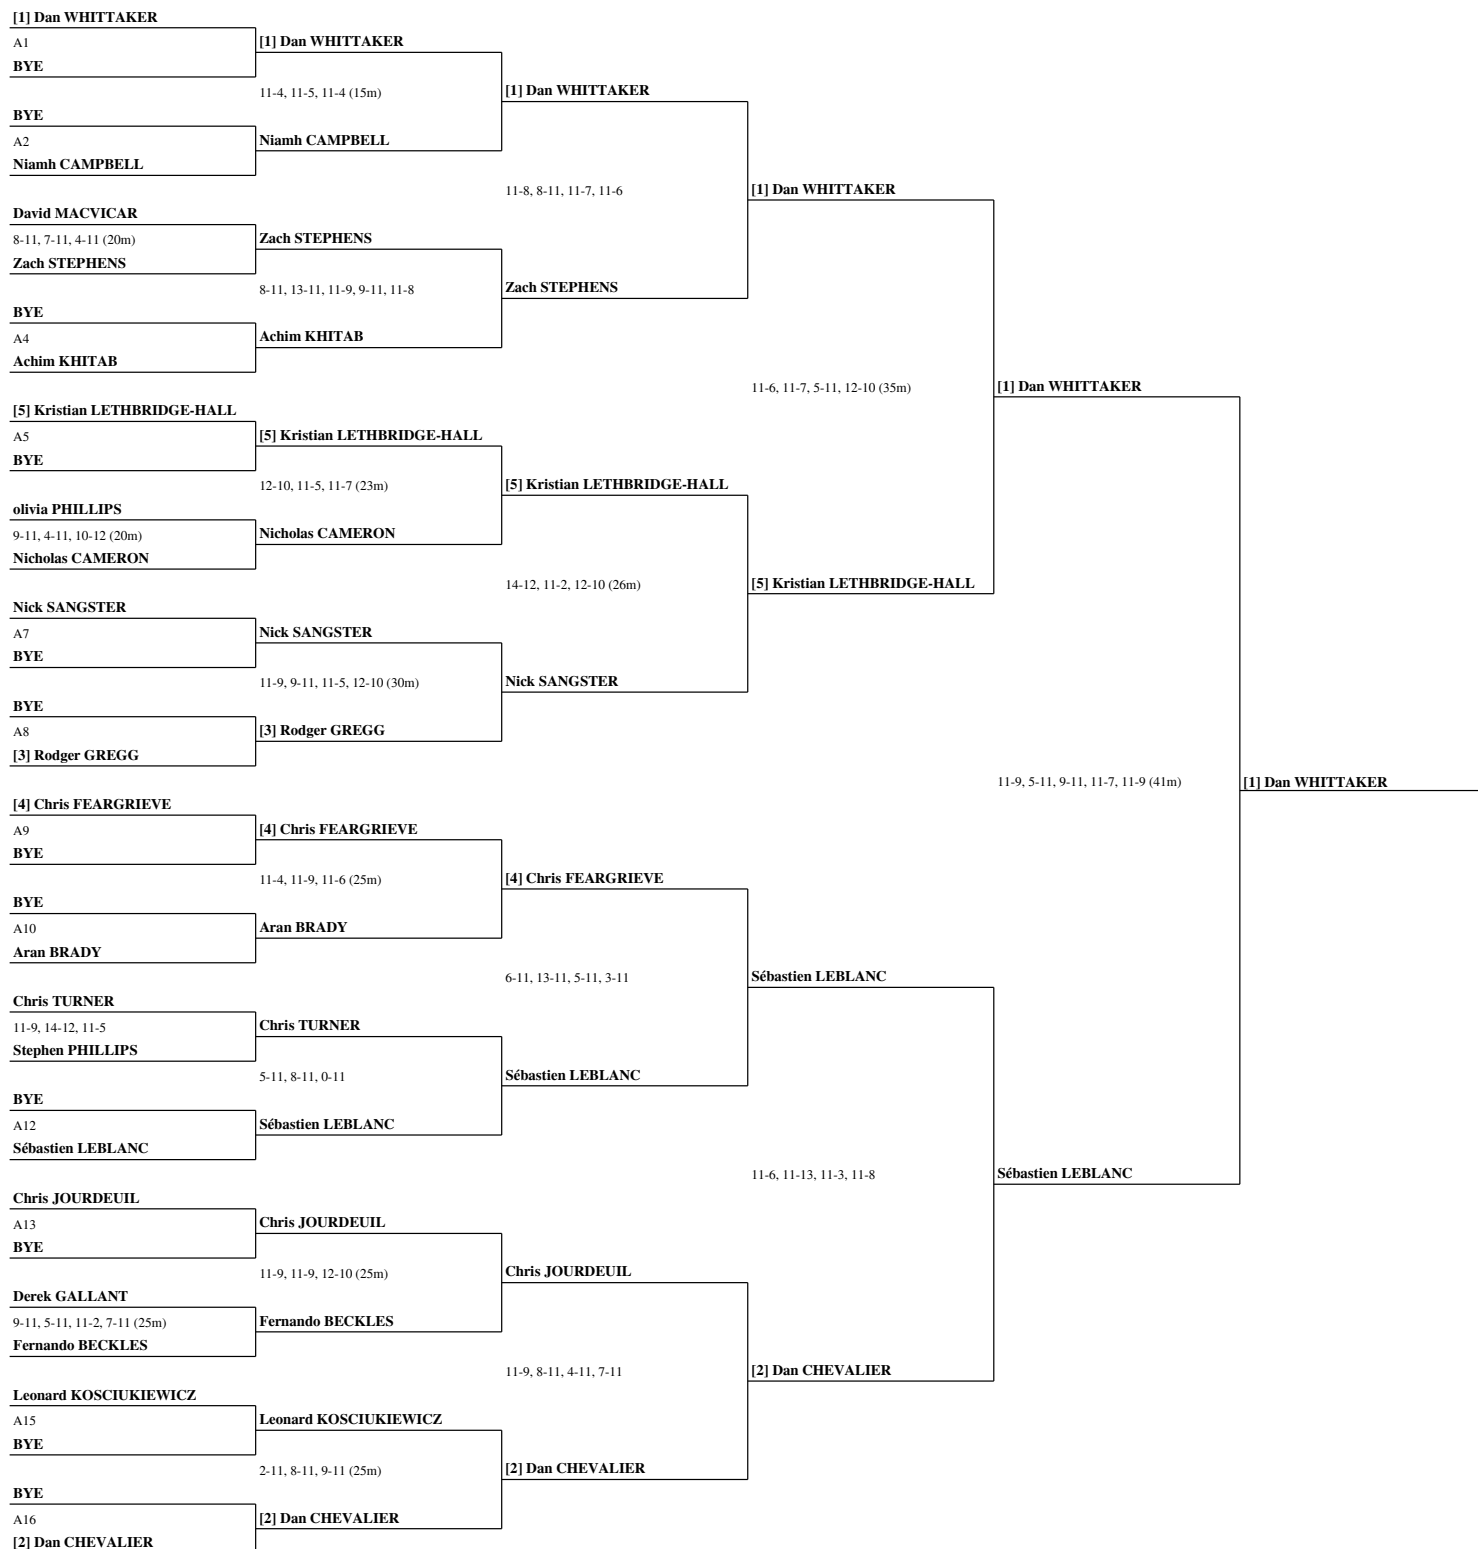 [1] Dan WHITTAKER
A1
BYE
BYE
A2
Niamh CAMPBELL
David MACVICAR
8-11, 7-11, 4-11 (20m)
Zach STEPHENS
BYE
A4
Achim KHITAB
[5] Kristian LETHBRIDGE-HALL
A5
BYE
olivia PHILLIPS
9-11, 4-11, 10-12 (20m)
Nicholas CAMERON
Nick SANGSTER
A7
BYE
BYE
A8
[3] Rodger GREGG
[4] Chris FEARGRIEVE
A9
BYE
BYE
A10
Aran BRADY
Chris TURNER
11-9, 14-12, 11-5
Stephen PHILLIPS
BYE
A12
Sébastien LEBLANC
Chris JOURDEUIL
A13
BYE
Derek GALLANT
9-11, 5-11, 11-2, 7-11 (25m)
Fernando BECKLES
Leonard KOSCIUKIEWICZ
A15
BYE
BYE
A16
[2] Dan CHEVALIER
[1] Dan WHITTAKER
11-4, 11-5, 11-4 (15m)
Niamh CAMPBELL
Zach STEPHENS
8-11, 13-11, 11-9, 9-11, 11-8
Achim KHITAB
[5] Kristian LETHBRIDGE-HALL
12-10, 11-5, 11-7 (23m)
Nicholas CAMERON
Nick SANGSTER
11-9, 9-11, 11-5, 12-10 (30m)
[3] Rodger GREGG
[4] Chris FEARGRIEVE
11-4, 11-9, 11-6 (25m)
Aran BRADY
Chris TURNER
5-11, 8-11, 0-11
Sébastien LEBLANC
Chris JOURDEUIL
11-9, 11-9, 12-10 (25m)
Fernando BECKLES
Leonard KOSCIUKIEWICZ
2-11, 8-11, 9-11 (25m)
[2] Dan CHEVALIER
[1] Dan WHITTAKER
11-8, 8-11, 11-7, 11-6
Zach STEPHENS
[5] Kristian LETHBRIDGE-HALL
14-12, 11-2, 12-10 (26m)
Nick SANGSTER
[4] Chris FEARGRIEVE
6-11, 13-11, 5-11, 3-11
Sébastien LEBLANC
Chris JOURDEUIL
11-9, 8-11, 4-11, 7-11
[2] Dan CHEVALIER
[1] Dan WHITTAKER
11-6, 11-7, 5-11, 12-10 (35m)
[5] Kristian LETHBRIDGE-HALL
Sébastien LEBLANC
11-6, 11-13, 11-3, 11-8
[2] Dan CHEVALIER
[1] Dan WHITTAKER
11-9, 5-11, 9-11, 11-7, 11-9 (41m)
Sébastien LEBLANC
[1] Dan WHITTAKER